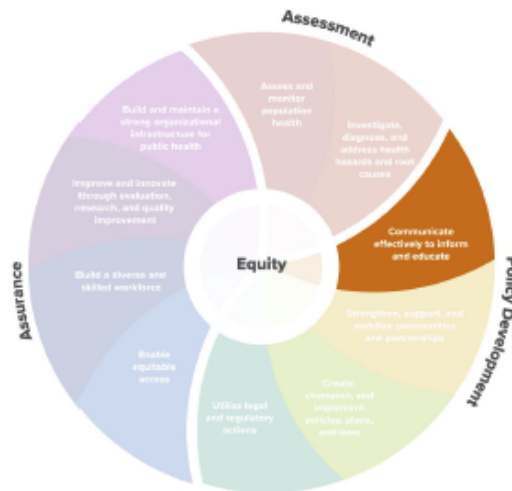 Assessment
Assess and
monitor
population
health
Investigate,
diagnose, and
address health
hazards and root
causes
Communicate
effectively to inform
and educate
Policy Development
Strengthen, support, and
mobilize communities
and partnerships
Create,
champion, and
implement
policies, plans,
and laws
Utilize legal
and regulatory
actions
Enable
equitable
access
Assurance
Build a diverse and
skilled workforce
Improve and innovate
through evaluation,
research, and quality
improvement
Build and maintain a
strong organizational
infrastructure for
public health
Equity